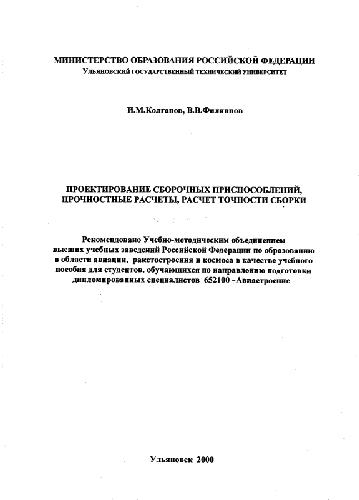 МИНИСТЕРСТВО ОБРАЗОВАНИЯ РОССИЙСКОЙ ФЕДЕРАЦИИ
Ульяновский государственный технический университет
И.М.Колганов, В.В.Филиппов
ПРОЕКТИРОВАНИЕ СБОРОЧНЫХ ПРИСПОСОБЛЕНИЙ,
ПРОЧНОСТНЫЕ РАСЧЕТЫ, РАСЧЕТ ТОЧНОСТИ СБОРКИ
Рекомендовано Учебно-методическим объединением
высших учебных заведений Российской Федерации по образованию
в области авиации, ракетостроения и космоса в качестве учебного
пособия для студентов, обучающихся по направлению подготовки
дипломированных специалистов 652100 - Авиастроение
Ульяновск 2000